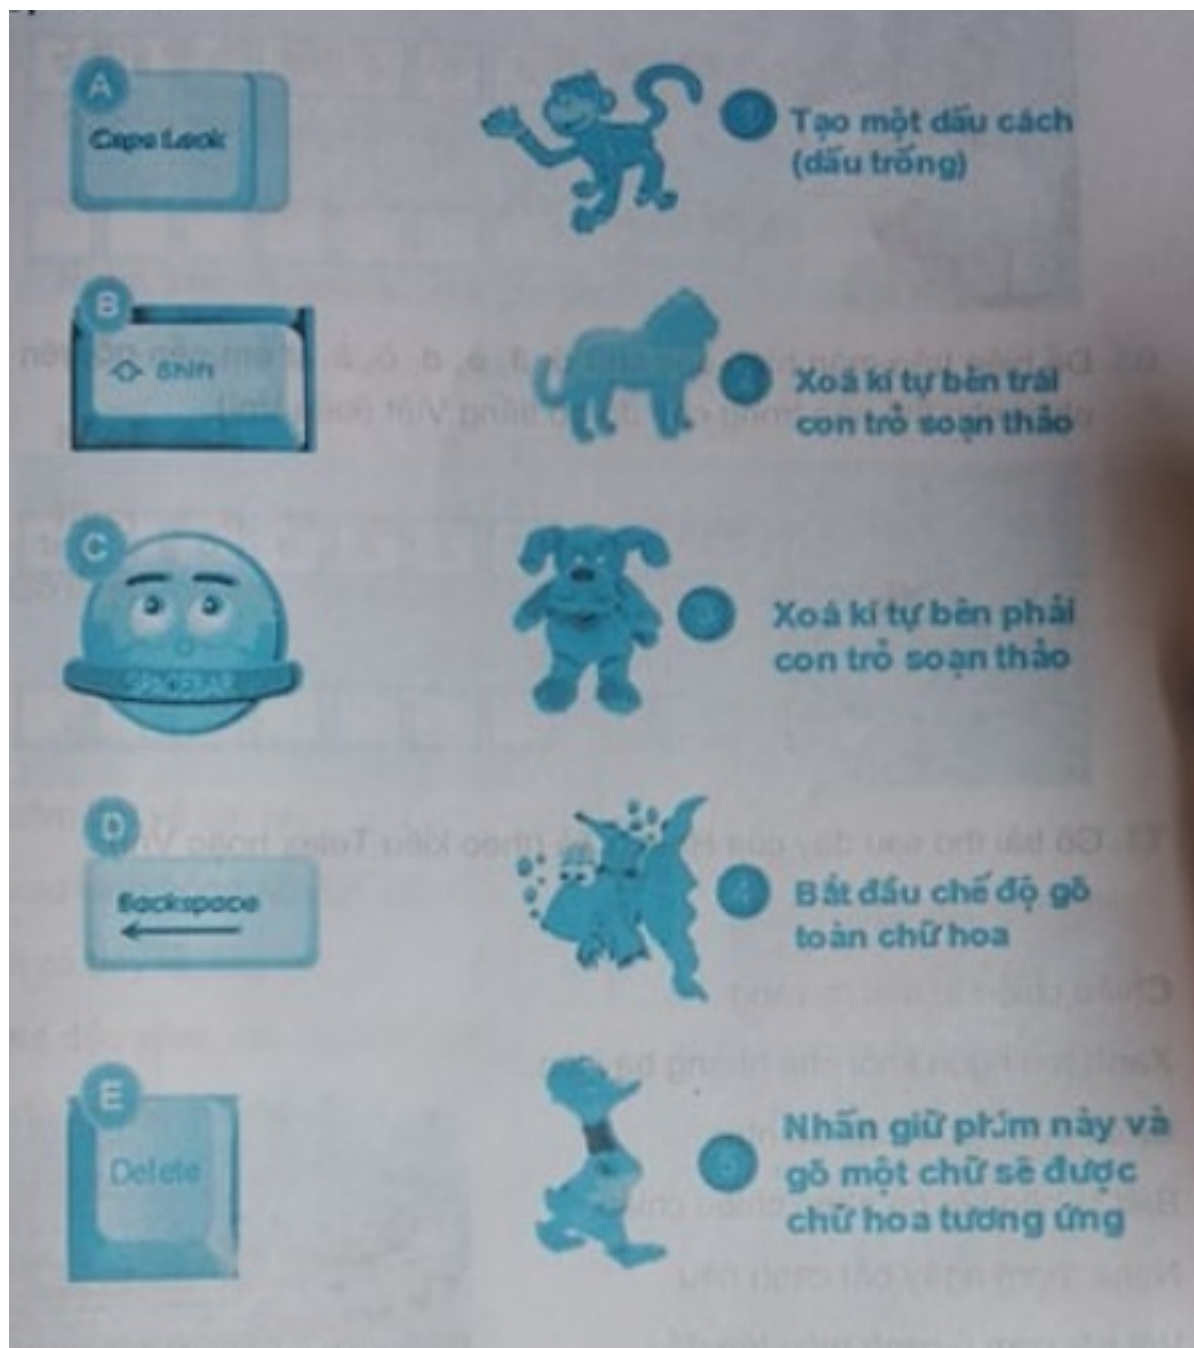 A
Caps Lock
1 Tạo một dấu cách
(dấu trống)
B
Shift
2 Xoá kí tự bên trái
con trỏ soạn thảo
C
SPACEBAR
3 Xoá kí tự bên phải
con trỏ soạn thảo
D
Backspace
4 Bắt đầu chế độ gõ
toàn chữ hoa
E
Delete
5 Nhấn giữ phím này và
gõ một chữ sẽ được
chữ hoa tương ứng